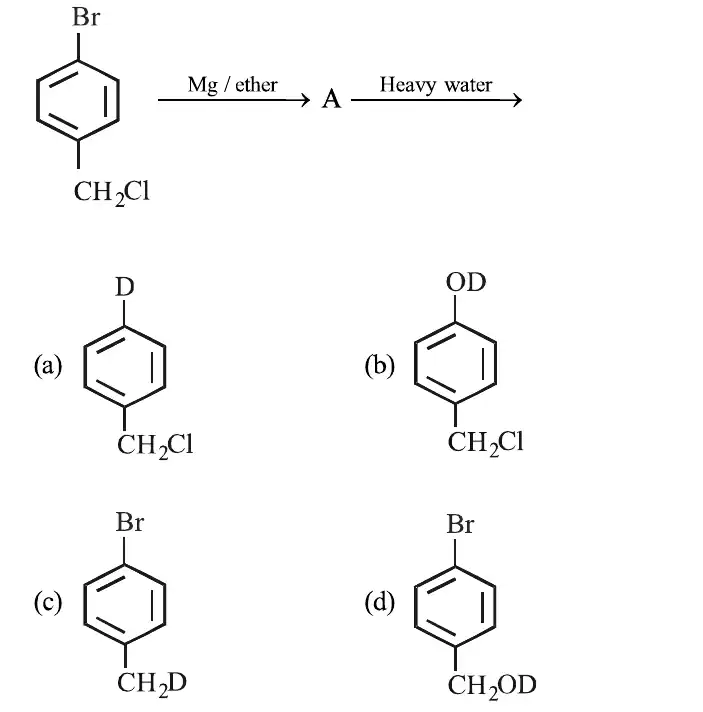 Br
Mg / ether
A
Heavy water
CH₂Cl
D
OD
(a)
(b)
CH₂Cl
CH₂Cl
Br
Br
(c)
(d)
CH₂D
CH₂OD